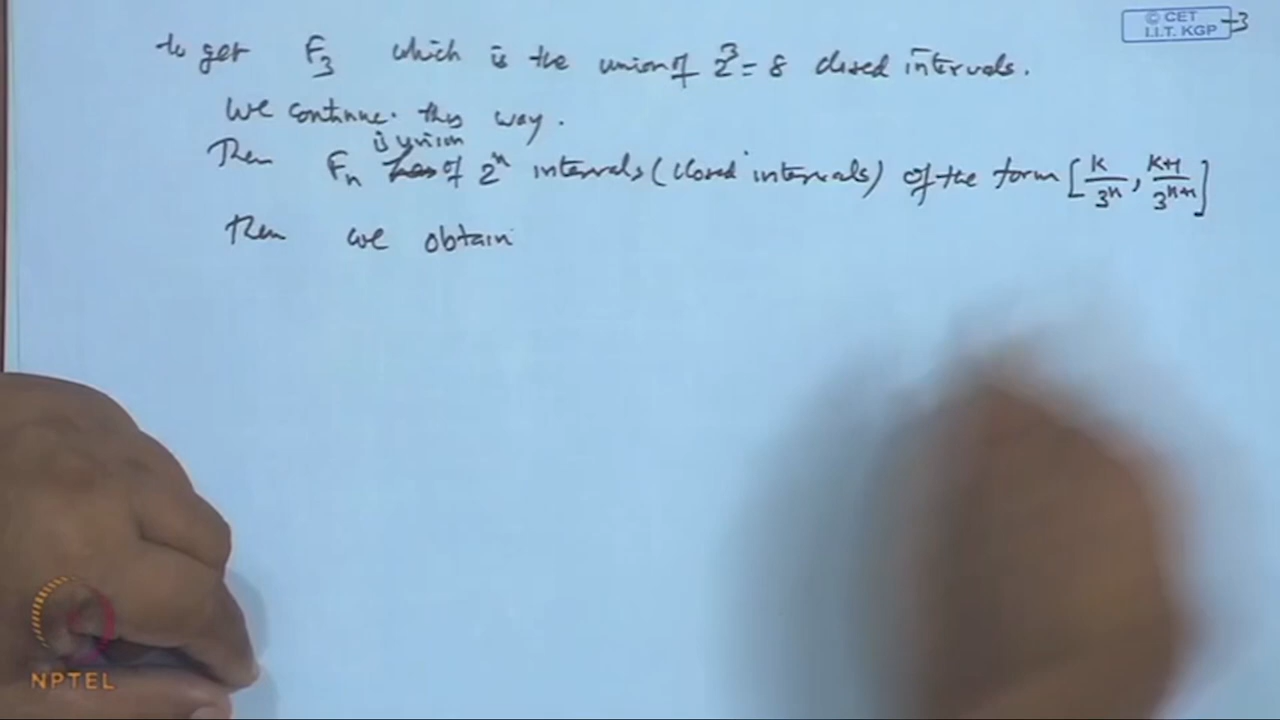 © CET
I.I.T. KGP -3
to get F₃ which is the union of 2³ = 8 closed intervals.
We continue this way.
is union
Then Fₙ of 2ⁿ intervals (closed intervals) of the form [k/3ⁿ, k+1/3ⁿ⁺ⁿ]
Then we obtain
NPTEL